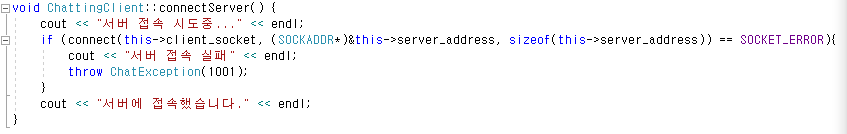 void ChattingClient::connectServer() {
cout << "서버 접속 시도중..." << endl;
if (connect(this->client_socket, (SOCKADDR*)&this->server_address, sizeof(this->server_address)) == SOCKET_ERROR){
cout << "서버 접속 실패" << endl;
throw ChatException(1001);
}
cout << "서버에 접속했습니다." << endl;
}